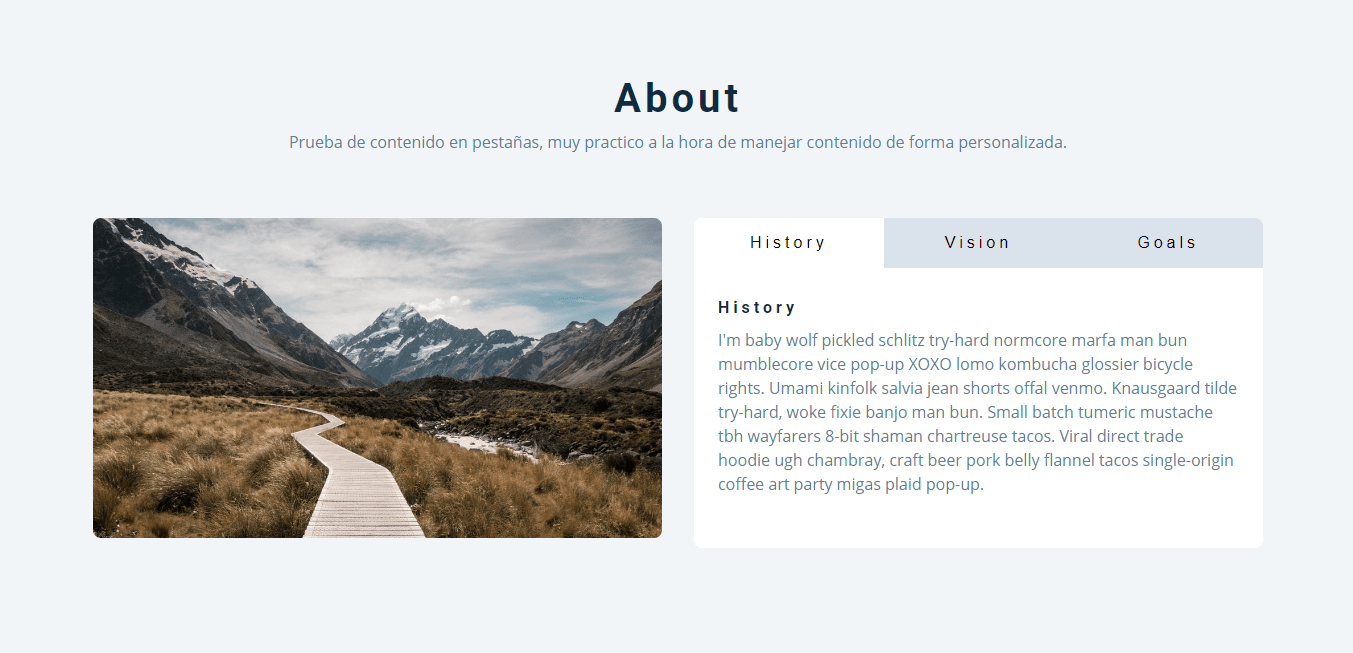 About
Prueba de contenido en pestañas, muy practico a la hora de manejar contenido de forma personalizada.
History
Vision
Goals
History
I'm baby wolf pickled schlitz try-hard normcore marfa man bun
mumblecore vice pop-up XOXO lomo kombucha glossier bicycle
rights. Umami kinfolk salvia jean shorts offal venmo. Knausgaard tilde
try-hard, woke fixie banjo man bun. Small batch tumeric mustache
tbh wayfarers 8-bit shaman chartreuse tacos. Viral direct trade
hoodie ugh chambray, craft beer pork belly flannel tacos single-origin
coffee art party migas plaid pop-up.